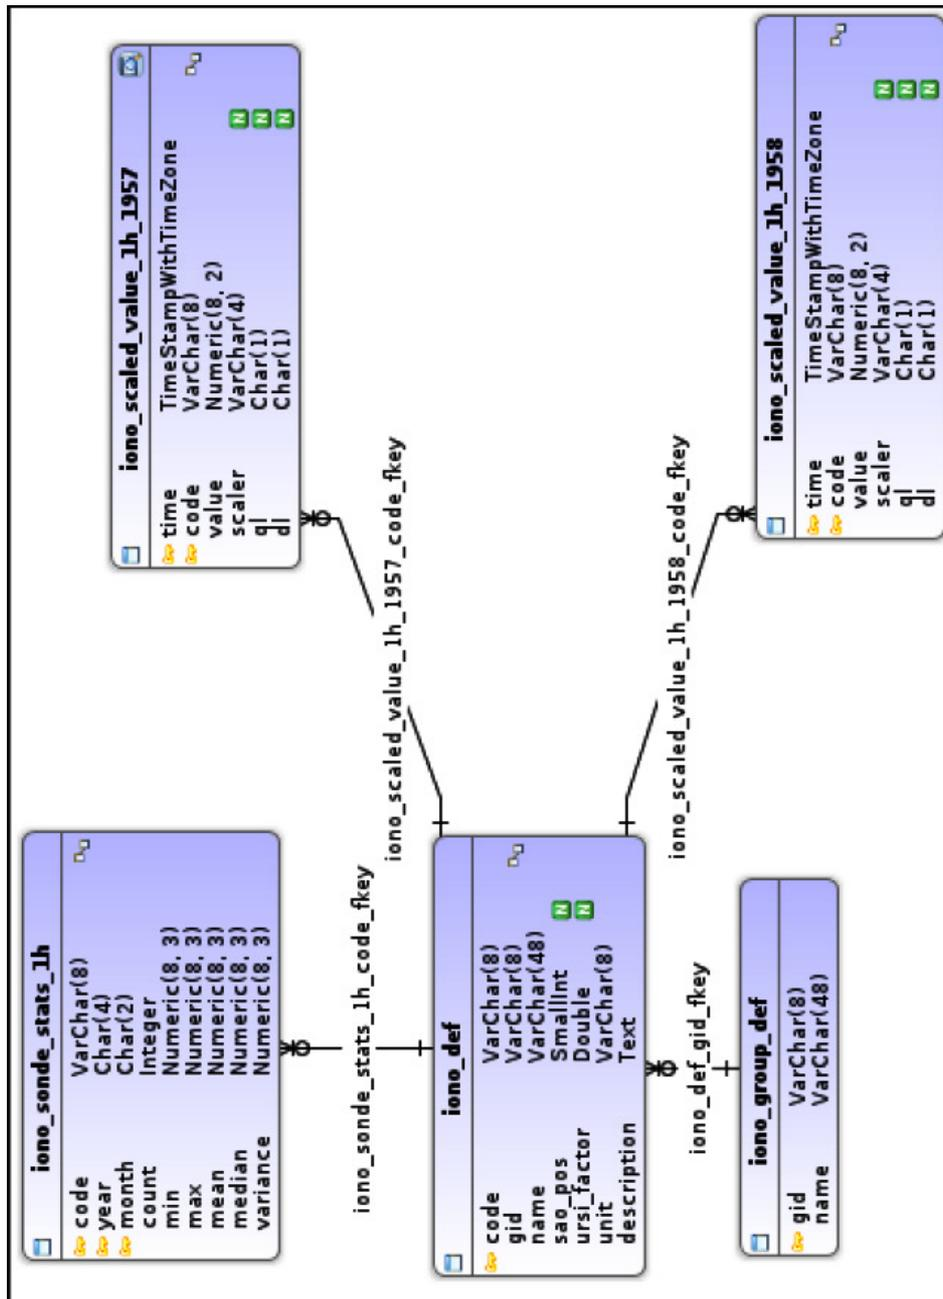 iono_sonde_stats_1h
code VarChar(8)
year Char(4)
month Char(2)
count Integer
min Numeric(8, 3)
max Numeric(8, 3)
mean Numeric(8, 3)
median Numeric(8, 3)
variance Numeric(8, 3)
iono_scaled_value_1h_1957
time TimeStampWithTimeZone
code VarChar(8)
value Numeric(8, 2)
scaler VarChar(4)
ql Char(1)
dl Char(1)
N
N
N
iono_sonde_stats_1h_code_fkey
iono_scaled_value_1h_1957_code_fkey
iono_def
code VarChar(8)
gid VarChar(8)
name VarChar(48)
sao_pos SmallInt N
ursi_factor Double N
unit VarChar(8)
description Text
iono_scaled_value_1h_1958_code_fkey
iono_def_gid_fkey
iono_group_def
gid VarChar(8)
name VarChar(48)
iono_scaled_value_1h_1958
time TimeStampWithTimeZone
code VarChar(8)
value Numeric(8, 2)
scaler VarChar(4)
ql Char(1)
dl Char(1)
N
N
N